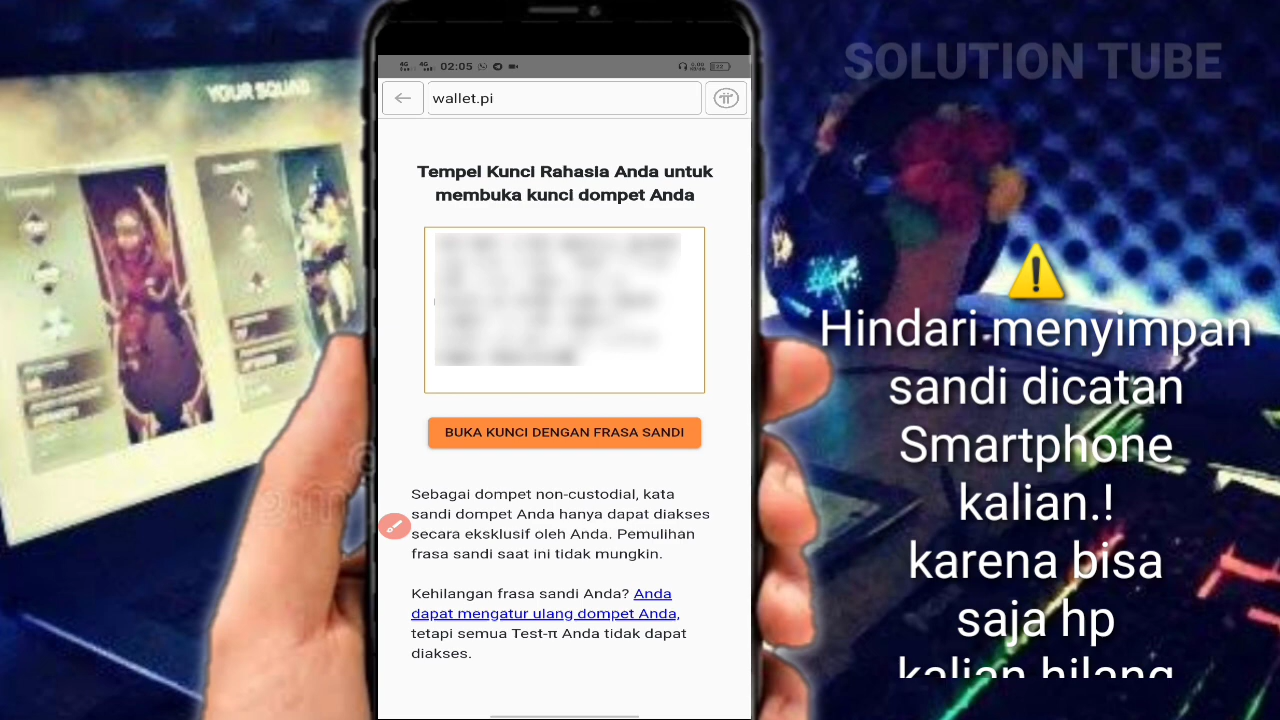 YOUR SQUAD
SOLUTION TUBE
02:05
wallet.pi
Tempel Kunci Rahasia Anda untuk
membuka kunci dompet Anda
BUKA KUNCI DENGAN FRASA SANDI
Sebagai dompet non-custodial, kata
sandi dompet Anda hanya dapat diakses
secara eksklusif oleh Anda. Pemulihan
frasa sandi saat ini tidak mungkin.
Kehilangan frasa sandi Anda? Anda
dapat mengatur ulang dompet Anda,
tetapi semua Test-π Anda tidak dapat
diakses.
Hindari menyimpan
sandi dicatan
Smartphone
kalian.!
karena bisa
saja hp
kalian hilang